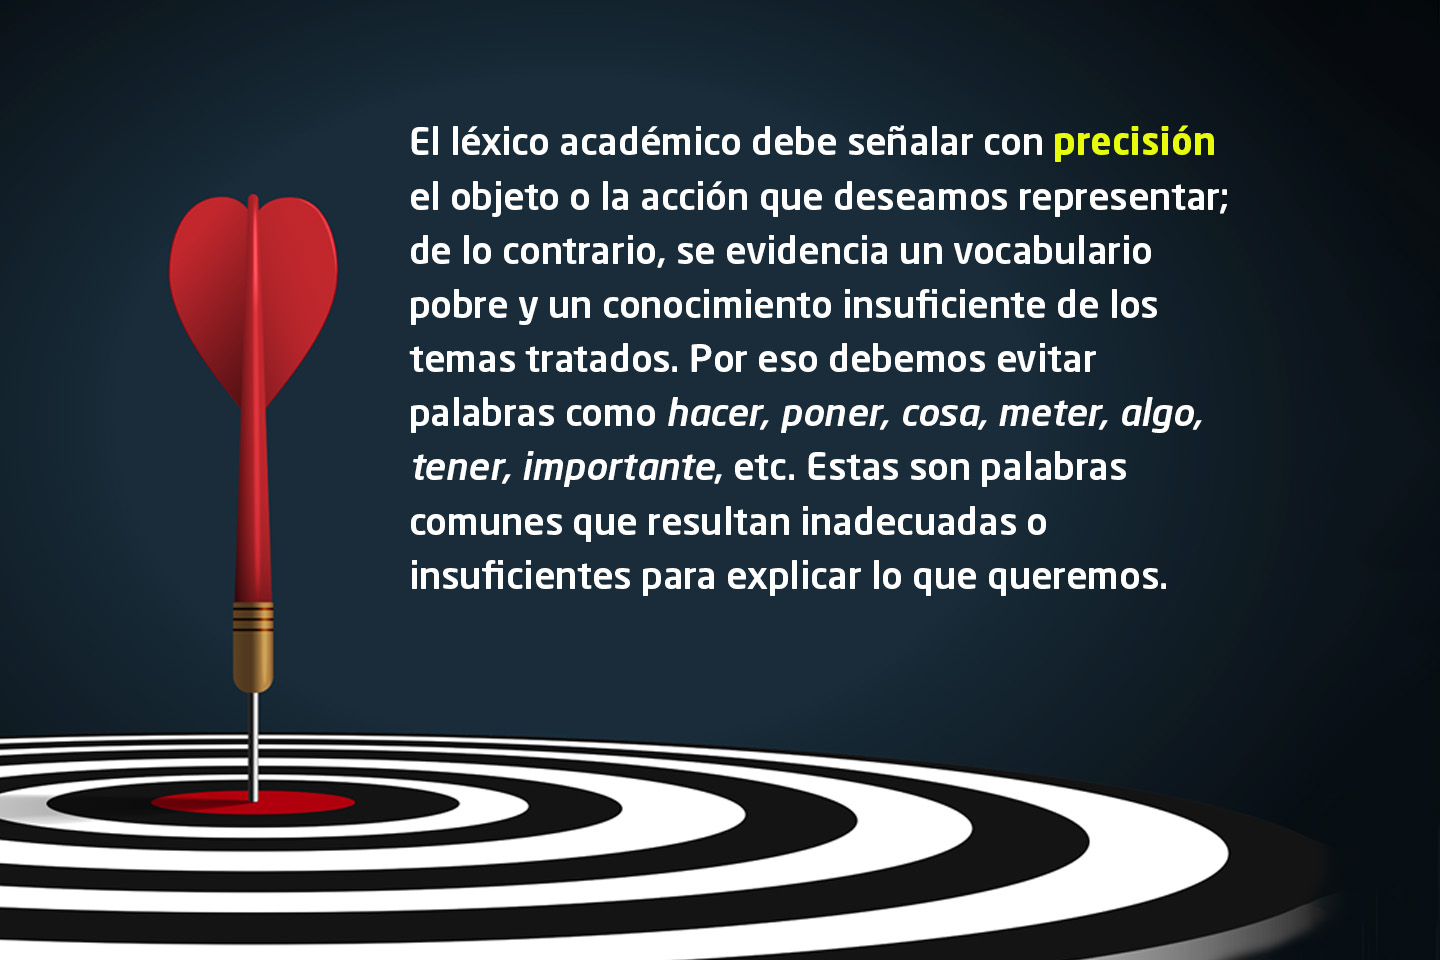 El léxico académico debe señalar con precisión
el objeto o la acción que deseamos representar;
de lo contrario, se evidencia un vocabulario
pobre y un conocimiento insuficiente de los
temas tratados. Por eso debemos evitar
palabras como hacer, poner, cosa, meter, algo,
tener, importante, etc. Estas son palabras
comunes que resultan inadecuadas o
insuficientes para explicar lo que queremos.